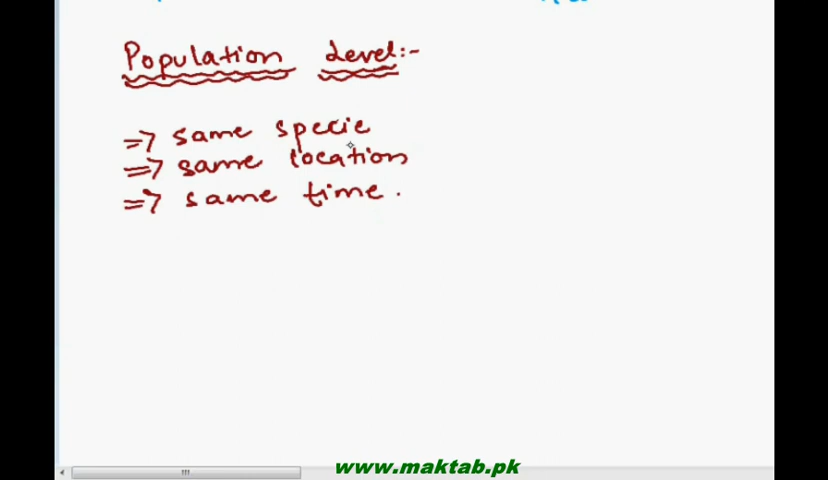 Population Level:-
=> same specie
=> same location
=> same time.
www.maktab.pk